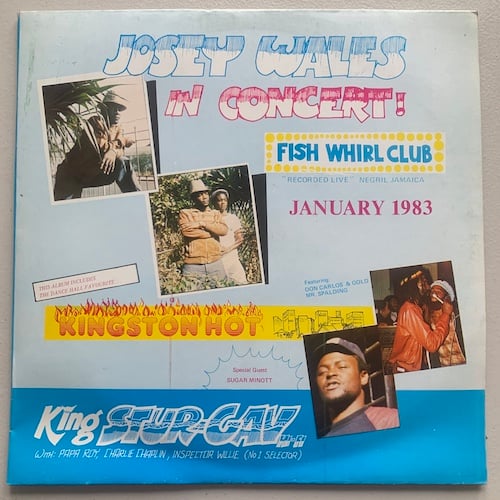 JOSEY WALES
IN CONCERT!
FISH WHIRL CLUB
"RECORDED LIVE" NEGRIL JAMAICA
JANUARY 1983
THIS ALBUM INCLUDES
THE DANCE HALL FAVOURITE
Featuring:
DON CARLOS & GOLD
MR. SPALDING
KINGSTON HOT
Special Guest
SUGAR MINOTT
King STUR-GAV HI-FI
WITH: PAPA ROY, CHARLIE CHAPLIN, INSPECTOR WILLIE (No 1 SELECTOR)